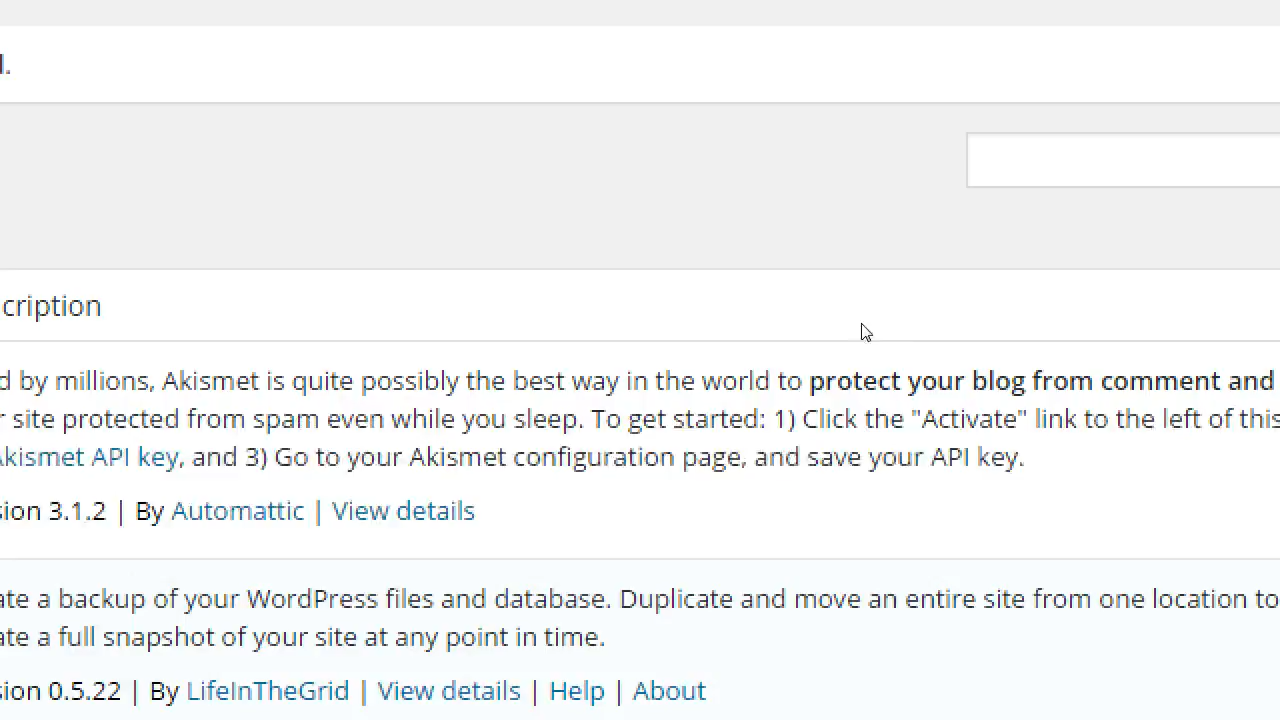 .
cription
d by millions, Akismet is quite possibly the best way in the world to protect your blog from comment and
r site protected from spam even while you sleep. To get started: 1) Click the "Activate" link to the left of this
Akismet API key, and 3) Go to your Akismet configuration page, and save your API key.
sion 3.1.2 | By Automattic | View details
ate a backup of your WordPress files and database. Duplicate and move an entire site from one location to
ate a full snapshot of your site at any point in time.
sion 0.5.22 | By LifeInTheGrid | View details | Help | About